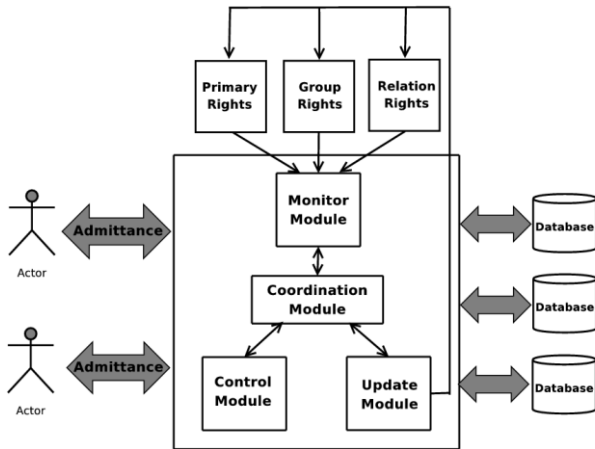 Primary
Rights
Group
Rights
Relation
Rights
Monitor
Module
Admittance
Actor
Database
Coordination
Module
Database
Admittance
Actor
Control
Module
Update
Module
Database